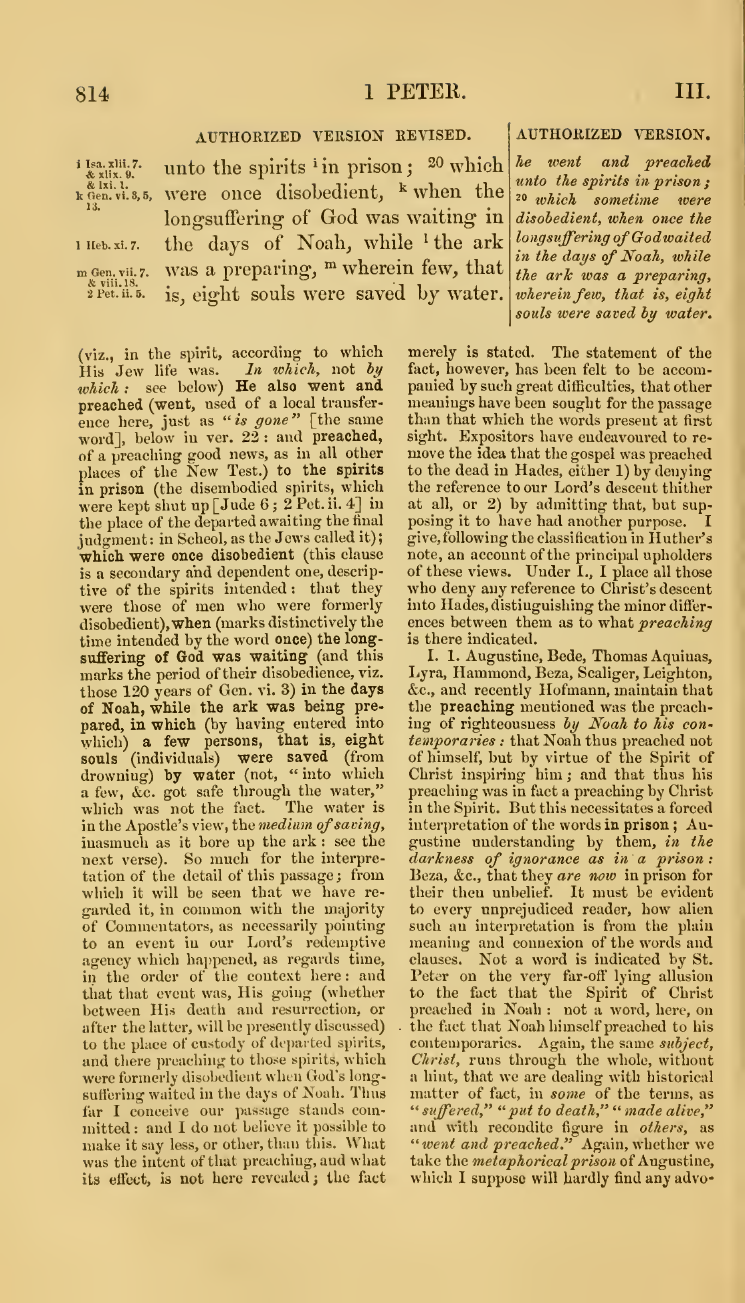 814
1 PETER.
III.
AUTHORIZED VERSION REVISED.
i Isa. xlii. 7.
& xlix. 9.
& lxi. 1.
k Gen. vi. 3, 5,
13.
l Heb. xi. 7.
m Gen. vii. 7.
& viii. 18.
2 Pet. ii. 5.
unto the spirits i in prison; 20 which
were once disobedient, k when the
longsuffering of God was waiting in
the days of Noah, while l the ark
was a preparing, m wherein few, that
is, eight souls were saved by water.
AUTHORIZED VERSION.
he went and preached
unto the spirits in prison;
20 which sometime were
disobedient, when once the
longsuffering of God waited
in the days of Noah, while
the ark was a preparing,
wherein few, that is, eight
souls were saved by water.
(viz., in the spirit, according to which
His Jew life was. In which, not by
which: see below) He also went and
preached (went, used of a local transfer-
ence here, just as "is gone" [the same
word], below in ver. 22: and preached,
of a preaching good news, as in all other
places of the New Test.) to the spirits
in prison (the disembodied spirits, which
were kept shut up [Jude 6; 2 Pet. ii. 4] in
the place of the departed awaiting the final
judgment: in Scheol, as the Jews called it);
which were once disobedient (this clause
is a secondary and dependent one, descrip-
tive of the spirits intended: that they
were those of men who were formerly
disobedient), when (marks distinctively the
time intended by the word once) the long-
suffering of God was waiting (and this
marks the period of their disobedience, viz.
those 120 years of Gen. vi. 3) in the days
of Noah, while the ark was being pre-
pared, in which (by having entered into
which) a few persons, that is, eight
souls (individuals) were saved (from
drowning) by water (not, "into which
a few, &c. got safe through the water,"
which was not the fact. The water is
in the Apostle's view, the medium of saving,
inasmuch as it bore up the ark: see the
next verse). So much for the interpre-
tation of the detail of this passage; from
which it will be seen that we have re-
garded it, in common with the majority
of Commentators, as necessarily pointing
to an event in our Lord's redemptive
agency which happened, as regards time,
in the order of the context here: and
that that event was, His going (whether
between His death and resurrection, or
after the latter, will be presently discussed)
to the place of custody of departed spirits,
and there preaching to those spirits, which
were formerly disobedient when God's long-
suffering waited in the days of Noah. Thus
far I conceive our passage stands com-
mitted: and I do not believe it possible to
make it say less, or other, than this. What
was the intent of that preaching, and what
its effect, is not here revealed; the fact
merely is stated. The statement of the
fact, however, has been felt to be accom-
panied by such great difficulties, that other
meanings have been sought for the passage
than that which the words present at first
sight. Expositors have endeavoured to re-
move the idea that the gospel was preached
to the dead in Hades, either 1) by denying
the reference to our Lord's descent thither
at all, or 2) by admitting that, but sup-
posing it to have had another purpose. I
give, following the classification in Huther's
note, an account of the principal upholders
of these views. Under I., I place all those
who deny any reference to Christ's descent
into Hades, distinguishing the minor differ-
ences between them as to what preaching
is there indicated.
I. 1. Augustine, Bede, Thomas Aquinas,
Lyra, Hammond, Beza, Scaliger, Leighton,
&c., and recently Hofmann, maintain that
the preaching mentioned was the preach-
ing of righteousness by Noah to his con-
temporaries: that Noah thus preached not
of himself, but by virtue of the Spirit of
Christ inspiring him; and that thus his
preaching was in fact a preaching by Christ
in the Spirit. But this necessitates a forced
interpretation of the words in prison; Au-
gustine understanding by them, in the
darkness of ignorance as in a prison:
Beza, &c., that they are now in prison for
their then unbelief. It must be evident
to every unprejudiced reader, how alien
such an interpretation is from the plain
meaning and connexion of the words and
clauses. Not a word is indicated by St.
Peter on the very far-off lying allusion
to the fact that the Spirit of Christ
preached in Noah: not a word, here, on
the fact that Noah himself preached to his
contemporaries. Again, the same subject,
Christ, runs through the whole, without
a hint, that we are dealing with historical
matter of fact, in some of the terms, as
"suffered," "put to death," "made alive,"
and with recondite figure in others, as
"went and preached." Again, whether we
take the metaphorical prison of Augustine,
which I suppose will hardly find any advo-